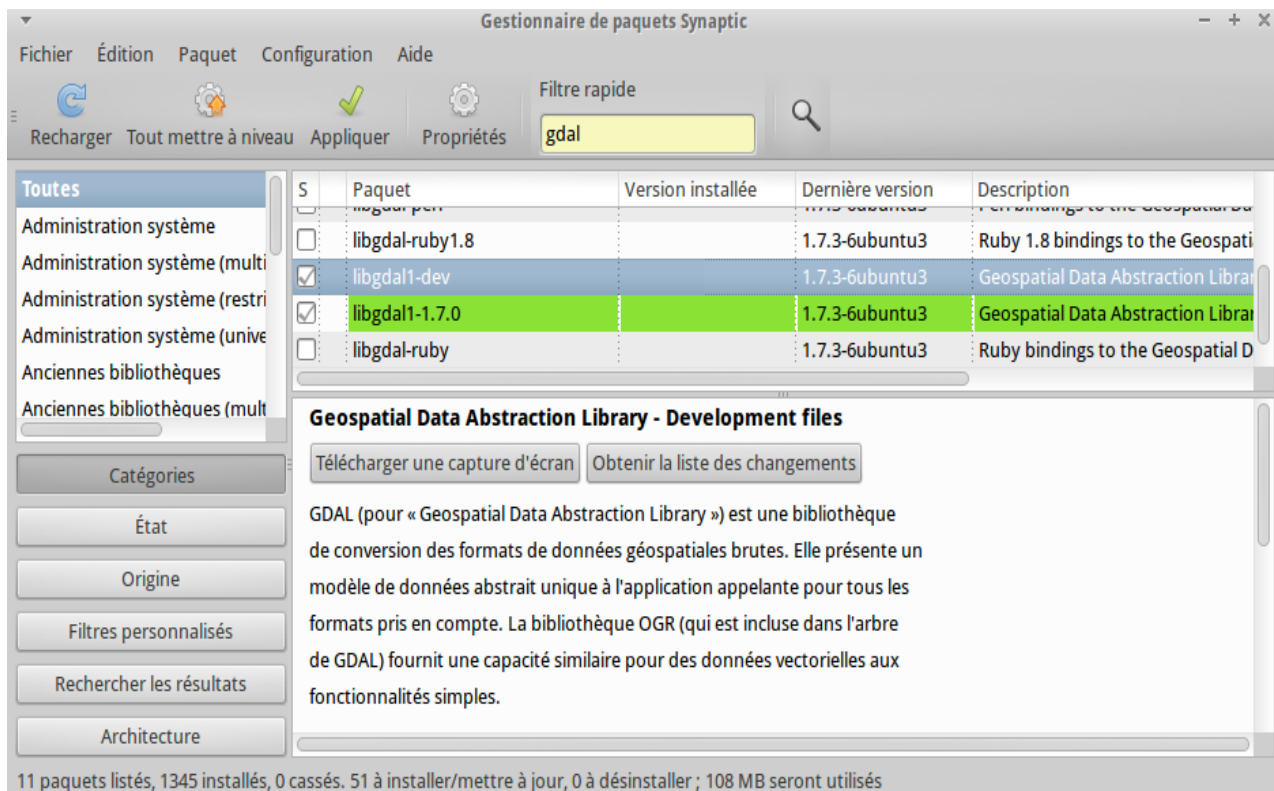 Gestionnaire de paquets Synaptic
Fichier Édition Paquet Configuration Aide
Filtre rapide
Recharger Tout mettre à niveau Appliquer Propriétés gdal
Toutes
Administration système
Administration système (multi
Administration système (restri
Administration système (unive
Anciennes bibliothèques
Anciennes bibliothèques (mult
Catégories
État
Origine
Filtres personnalisés
Rechercher les résultats
Architecture
S Paquet Version installée Dernière version Description
libgdal-ruby1.8 1.7.3-6ubuntu3 Ruby 1.8 bindings to the Geospati
libgdal1-dev 1.7.3-6ubuntu3 Geospatial Data Abstraction Librar
libgdal1-1.7.0 1.7.3-6ubuntu3 Geospatial Data Abstraction Librar
libgdal-ruby 1.7.3-6ubuntu3 Ruby bindings to the Geospatial D
Geospatial Data Abstraction Library - Development files
Télécharger une capture d'écran Obtenir la liste des changements
GDAL (pour « Geospatial Data Abstraction Library ») est une bibliothèque
de conversion des formats de données géospatiales brutes. Elle présente un
modèle de données abstrait unique à l'application appelante pour tous les
formats pris en compte. La bibliothèque OGR (qui est incluse dans l'arbre
de GDAL) fournit une capacité similaire pour des données vectorielles aux
fonctionnalités simples.
11 paquets listés, 1345 installés, 0 cassés. 51 à installer/mettre à jour, 0 à désinstaller ; 108 MB seront utilisés